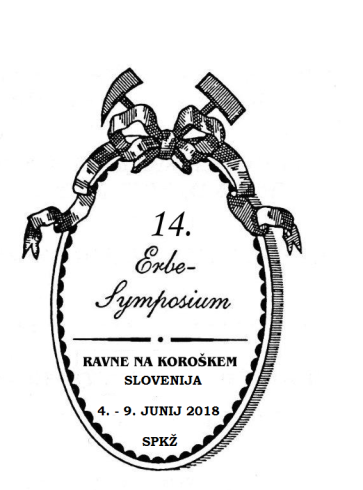 14.
Erbe-
Symposium
RAVNE NA KOROŠKEM
SLOVENIJA
4. - 9. JUNIJ 2018
SPKŽ